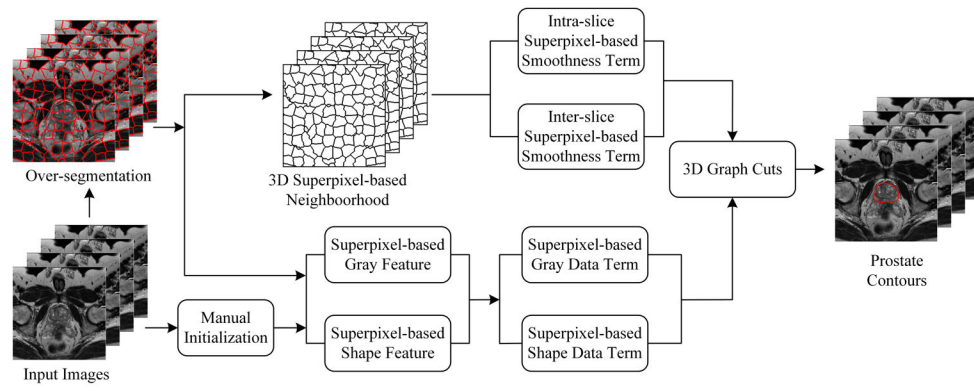 Intra-slice
Superpixel-based
Smoothness Term
Inter-slice
Superpixel-based
Smoothness Term
Over-segmentation
3D Superpixel-based
Neighboorhood
3D Graph Cuts
Superpixel-based
Gray Feature
Superpixel-based
Gray Data Term
Manual
Initialization
Superpixel-based
Shape Feature
Superpixel-based
Shape Data Term
Prostate
Contours
Input Images